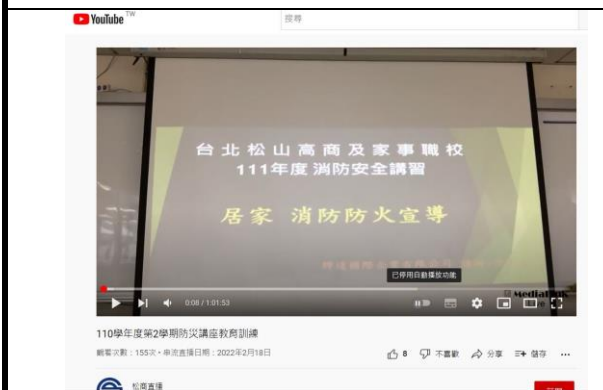 YouTube TW
搜尋
台北松山高商及家事職校
111年度消防安全講習
居家 消防防火宣導
已停用自動播放功能
MediaLink
0:06 / 1:01:53
110學年度第2學期防災講座教育訓練
觀看次數：155次・串流直播日期：2022年2月18日
8 不喜歡 分享 儲存
松商直播